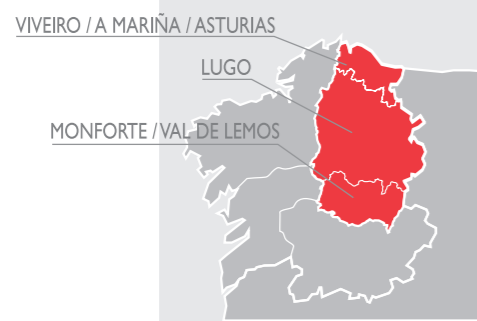 VIVEIRO / A MARIÑA / ASTURIAS
LUGO
MONFORTE / VAL DE LEMOS